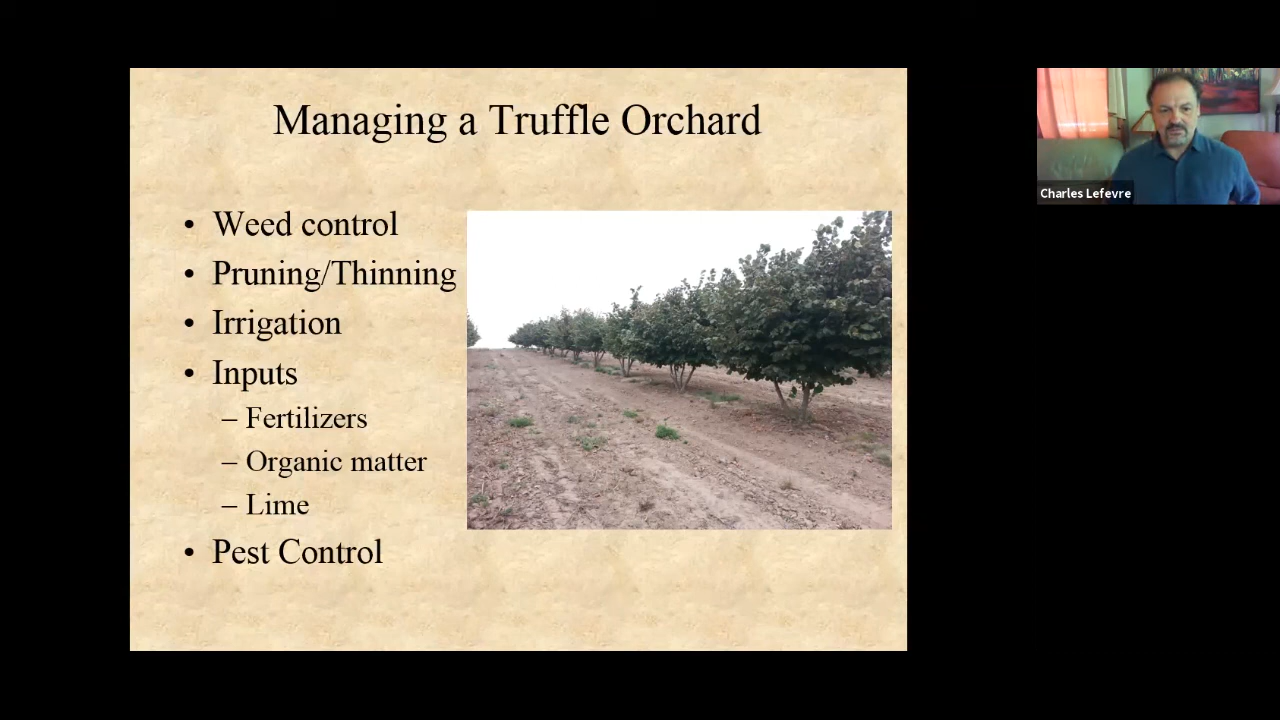 Managing a Truffle Orchard
• Weed control
• Pruning/Thinning
• Irrigation
• Inputs
– Fertilizers
– Organic matter
– Lime
• Pest Control
Charles Lefevre